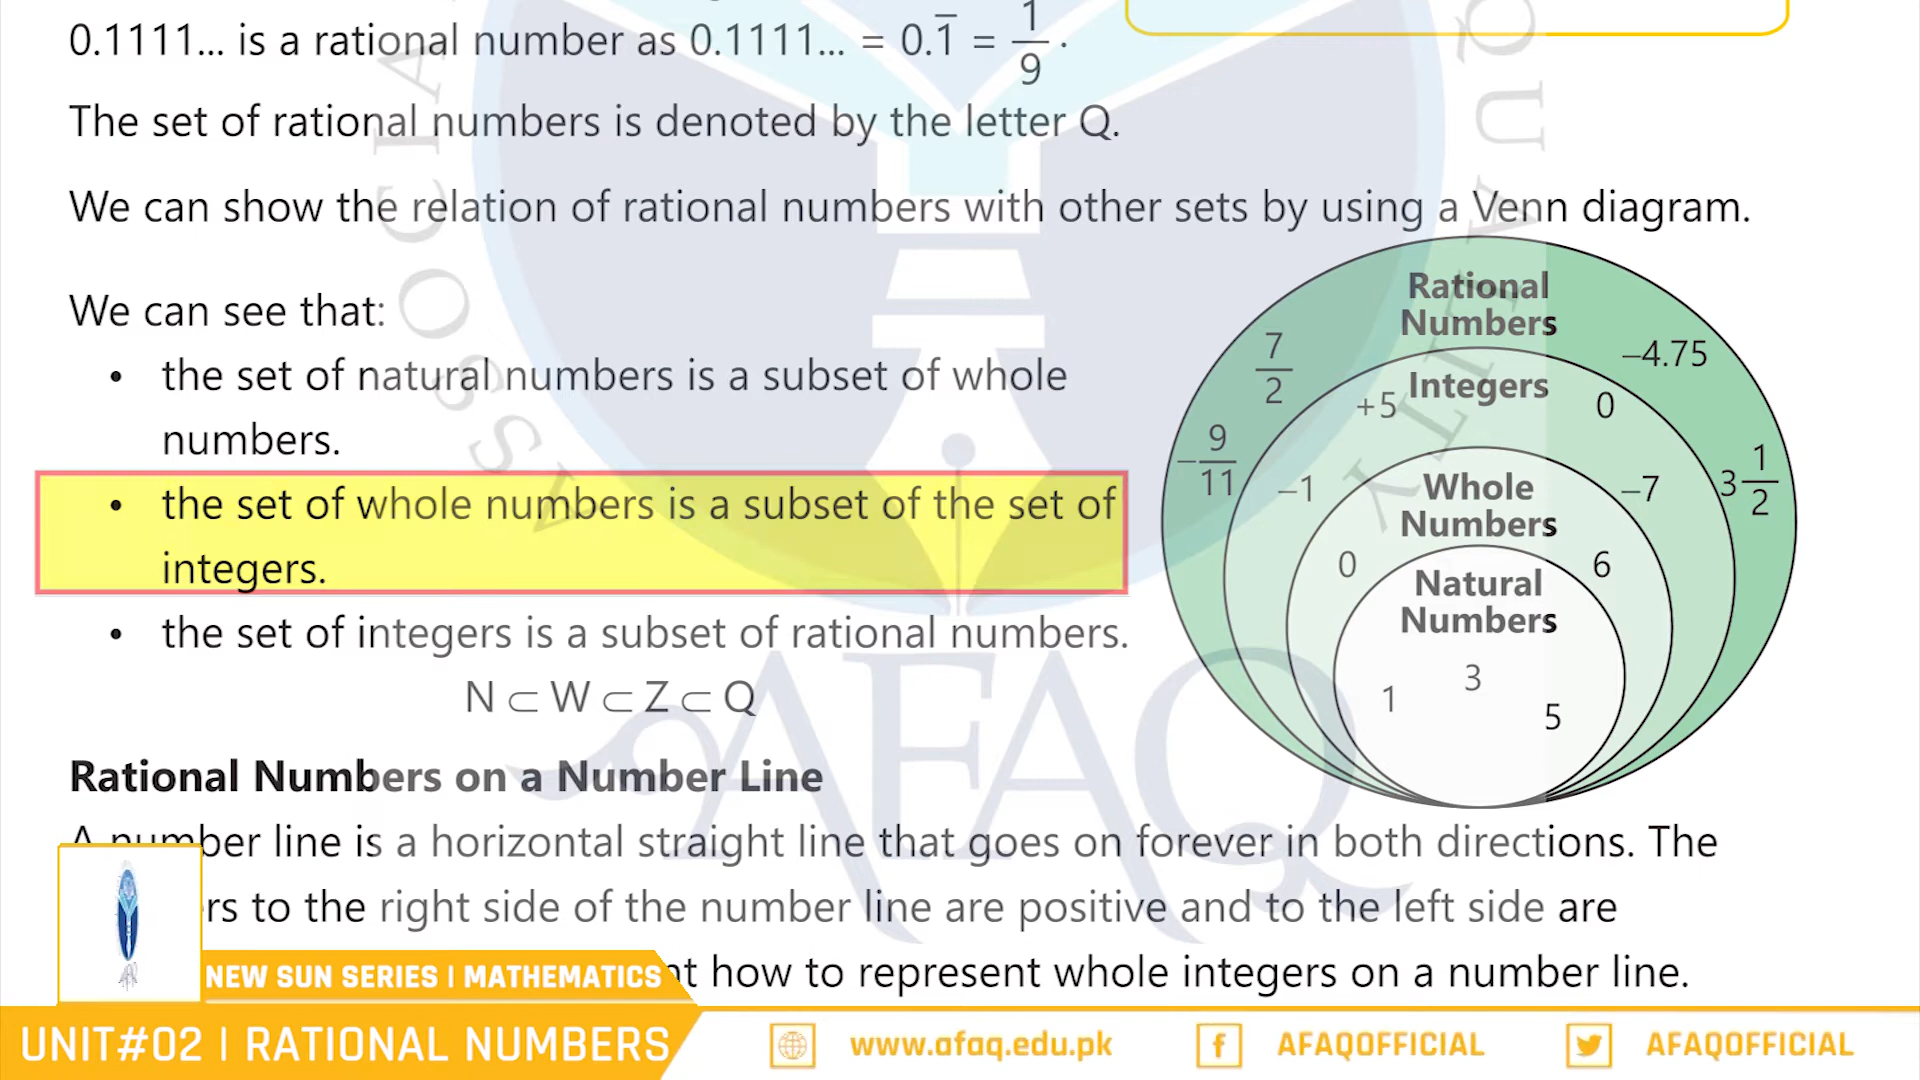 0.1111... is a rational number as 0.1111... = 0.1̅ = 1/9 .
The set of rational numbers is denoted by the letter Q.
We can show the relation of rational numbers with other sets by using a Venn diagram.
We can see that:
• the set of natural numbers is a subset of whole
numbers.
• the set of whole numbers is a subset of the set of
integers.
• the set of integers is a subset of rational numbers.
N ⊂ W ⊂ Z ⊂ Q
Rational
Numbers
7/2
–4.75
Integers
+5
0
–9/11
–1
Whole
Numbers
–7
3 1/2
0
6
Natural
Numbers
1
3
5
Rational Numbers on a Number Line
A number line is a horizontal straight line that goes on forever in both directions. The
to the right side of the number line are positive and to the left side are
how to represent whole integers on a number line.
AFAQ
NEW SUN SERIES | MATHEMATICS
UNIT#02 | RATIONAL NUMBERS
www.afaq.edu.pk
AFAQOFFICIAL
AFAQOFFICIAL